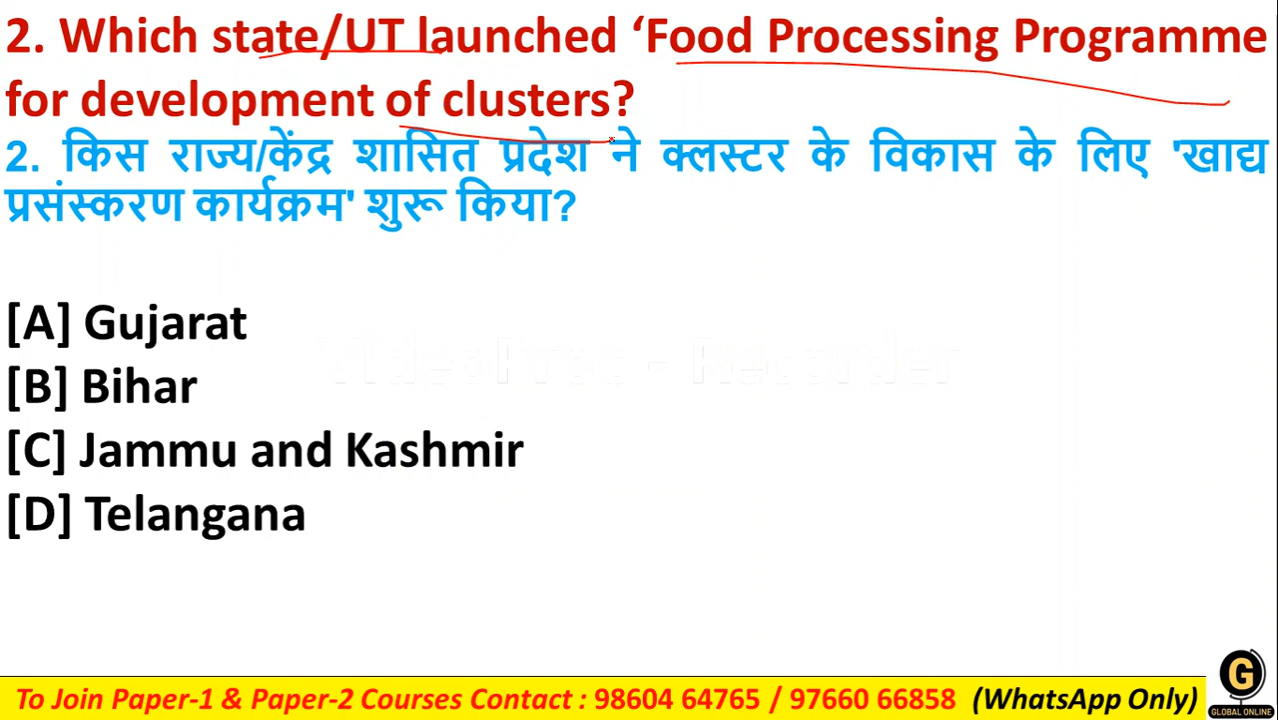 2. Which state/UT launched ‘Food Processing Programme
for development of clusters?
2. किस राज्य/केंद्र शासित प्रदेश ने क्लस्टर के विकास के लिए 'खाद्य
प्रसंस्करण कार्यक्रम' शुरू किया?
[A] Gujarat
VideoProc - Recorder
[B] Bihar
[C] Jammu and Kashmir
[D] Telangana
G
GLOBAL ONLINE
To Join Paper-1 & Paper-2 Courses Contact : 98604 64765 / 97660 66858 (WhatsApp Only)